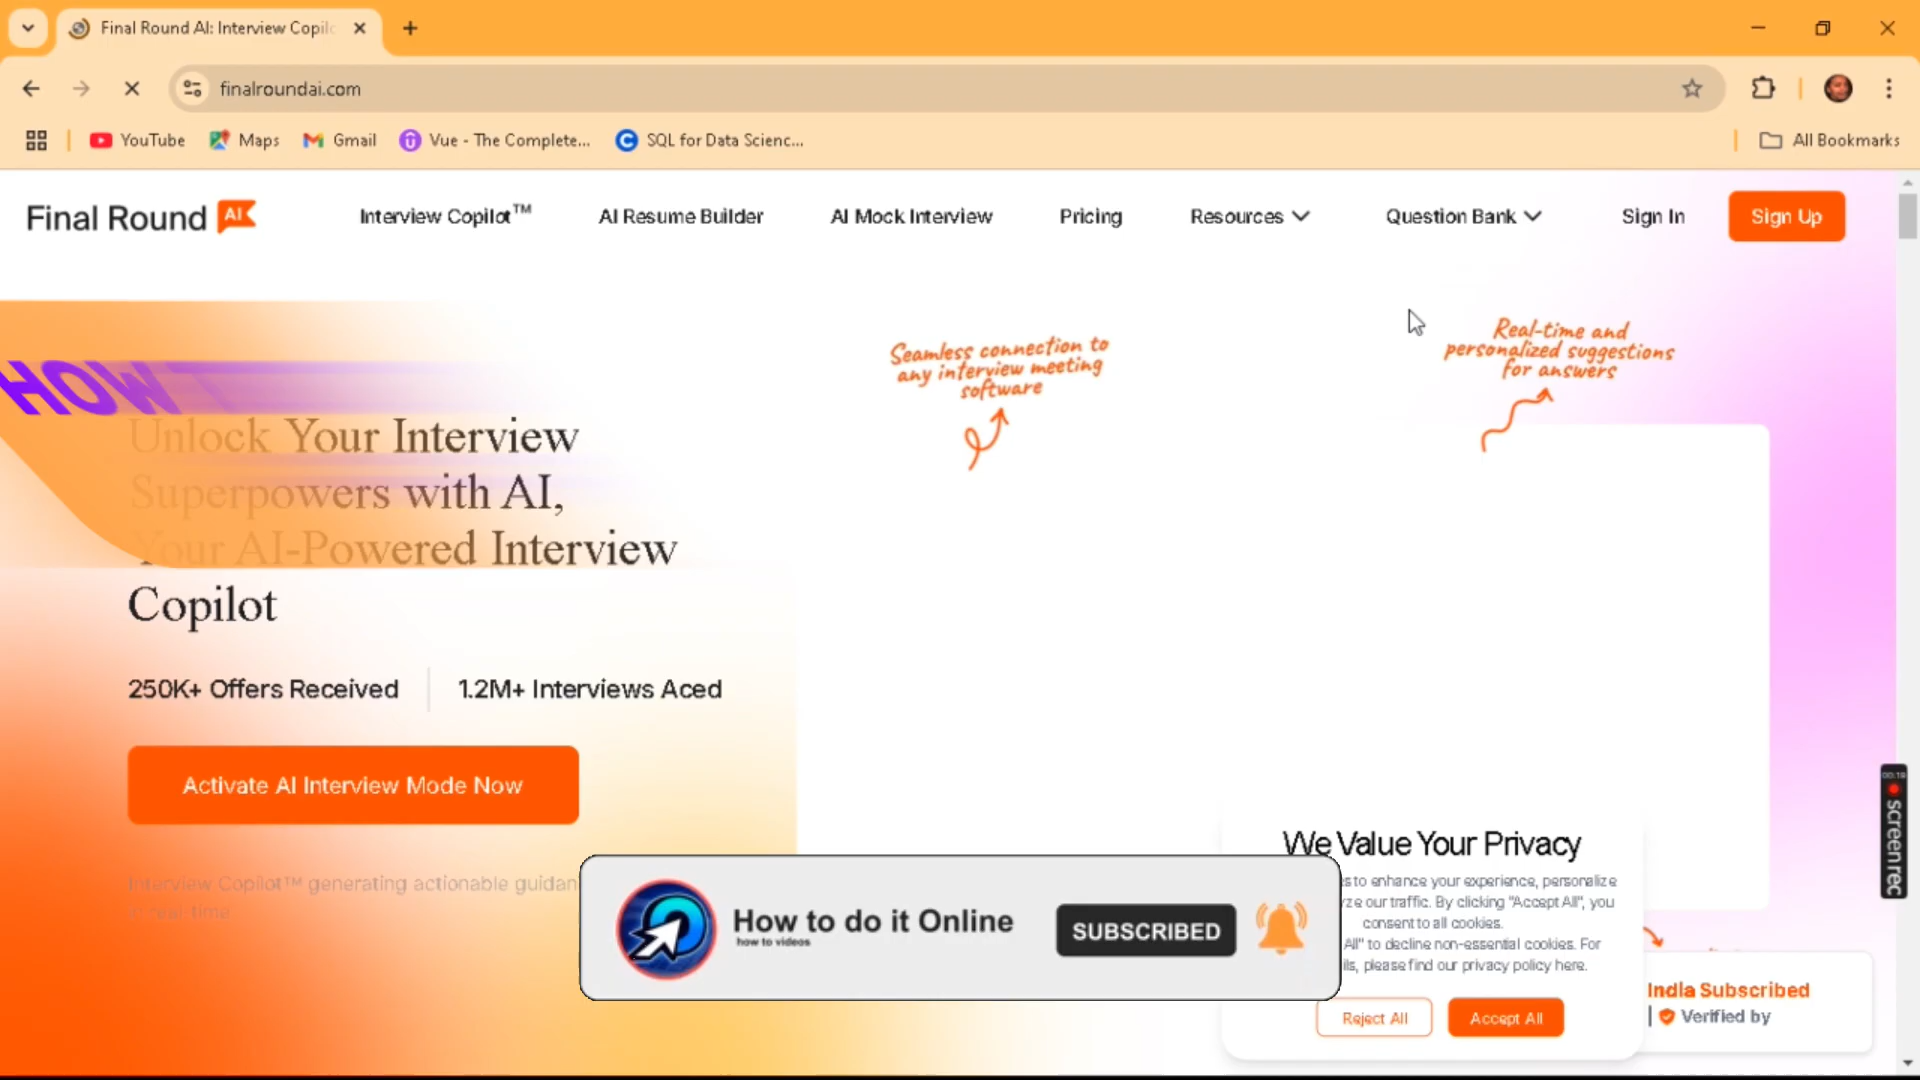 Final Round AI: Interview Copil
finalroundai.com
YouTube
Maps
Gmail
Vue - The Complete...
SQL for Data Scienc...
All Bookmarks
Final Round AI
Interview Copilot™
AI Resume Builder
AI Mock Interview
Pricing
Resources
Question Bank
Sign In
Sign Up
HOW
Seamless connection to
any interview meeting
software
Real-time and
personalized suggestions
for answers
Unlock Your Interview
Superpowers with AI,
Your AI-Powered Interview
Copilot
250K+ Offers Received
1.2M+ Interviews Aced
Activate AI Interview Mode Now
Interview Copilot™ generating actionable guidan
in real-time
How to do it Online
how to videos
SUBSCRIBED
We Value Your Privacy
to enhance your experience, personalize
our traffic. By clicking "Accept All", you
consent to all cookies.
All" to decline non-essential cookies. For
please find our privacy policy here.
Reject All
Accept All
India Subscribed
Verified by
00:19
screenrec